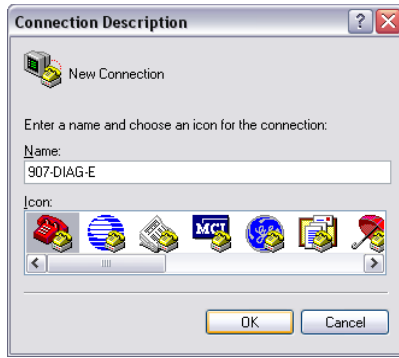 Connection Description
New Connection
Enter a name and choose an icon for the connection:
Name:
907-DIAG-E
Icon:
MCI
OK Cancel